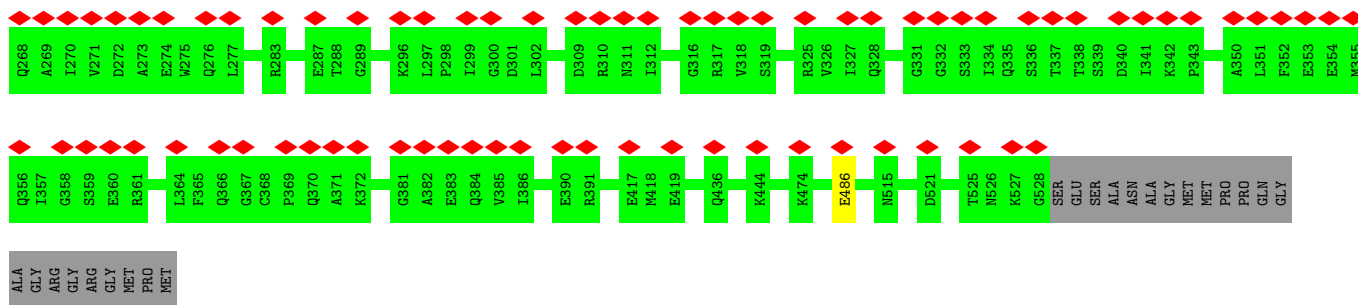 Q268 A269 I270 V271 D272 A273 E274 W275 Q276 L277 R283 E287 T288 G289 K296 L297 P298 I299 G300 D301 L302 D309 R310 N311 I312 G316 R317 V318 S319 R325 V326 I327 Q328 G331 G332 S333 I334 Q335 S336 T337 T338 S339 D340 I341 K342 P343 A350 L351 F352 E353 E354 M355
Q356 I357 G358 S359 E360 R361 L364 F365 Q366 G367 C368 P369 Q370 A371 K372 G381 A382 E383 Q384 V385 I386 E390 R391 E417 M418 E419 Q436 K444 K474 E486 N515 D521 T525 N526 K527 G528 SER GLU SER ALA ASN ALA GLY MET MET PRO PRO GLN GLY
ALA GLY ARG GLY ARG GLY MET PRO MET